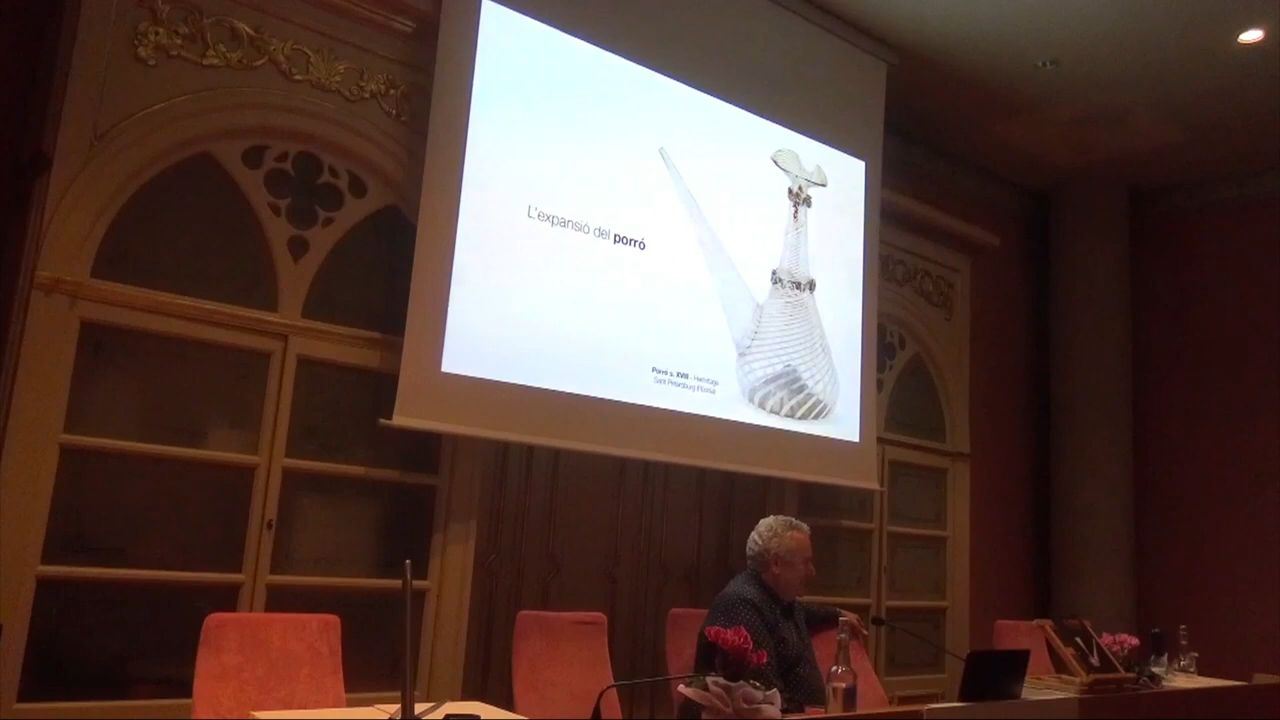 L'expansió del porró
Porró s. XVIII - Hermitage
Sant Petersburg (Rússia)